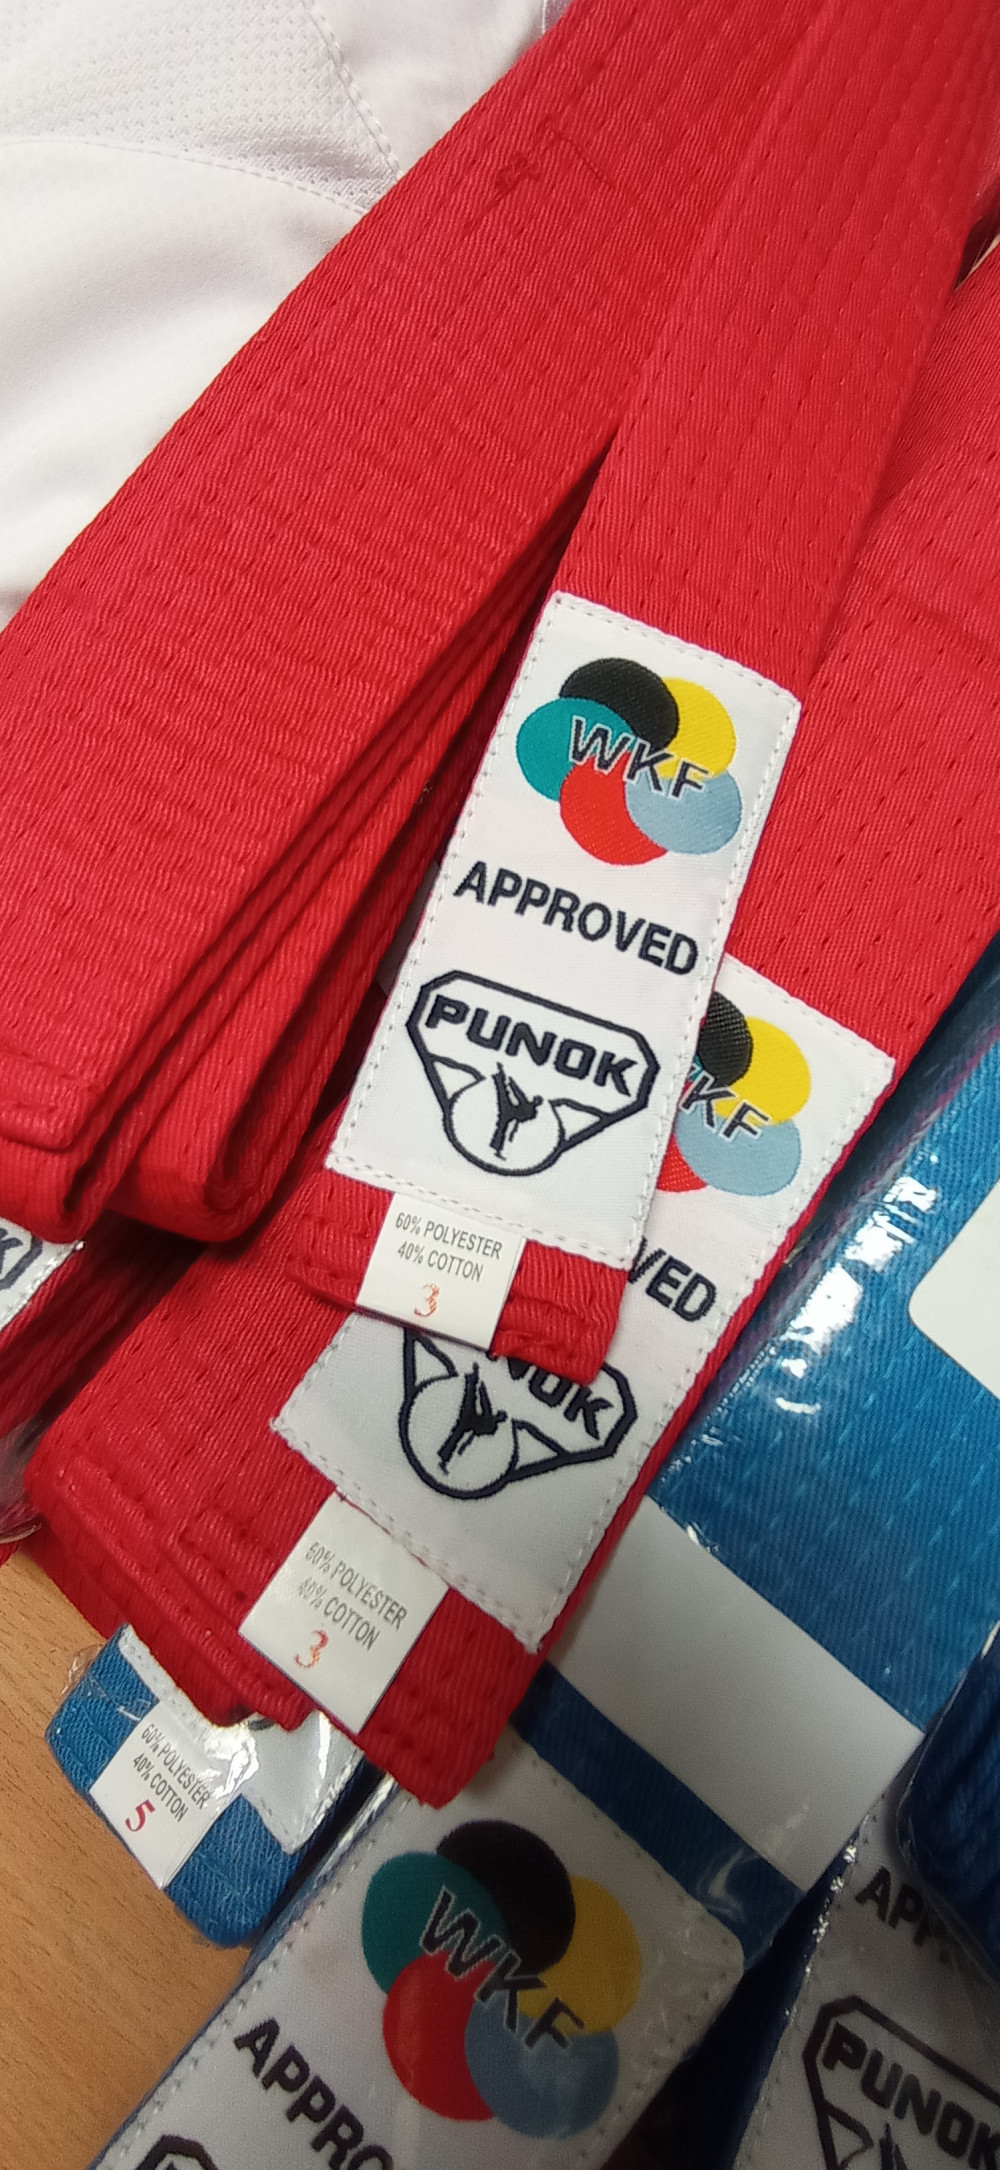 WKF
APPROVED
PUNOK
60% POLYESTER
40% COTTON
3
KF
VED
NOK
60% POLYESTER
40% COTTON
3
K
60% POLYESTER
40% COTTON
5
WKF
APPRO
APP
PUNOK